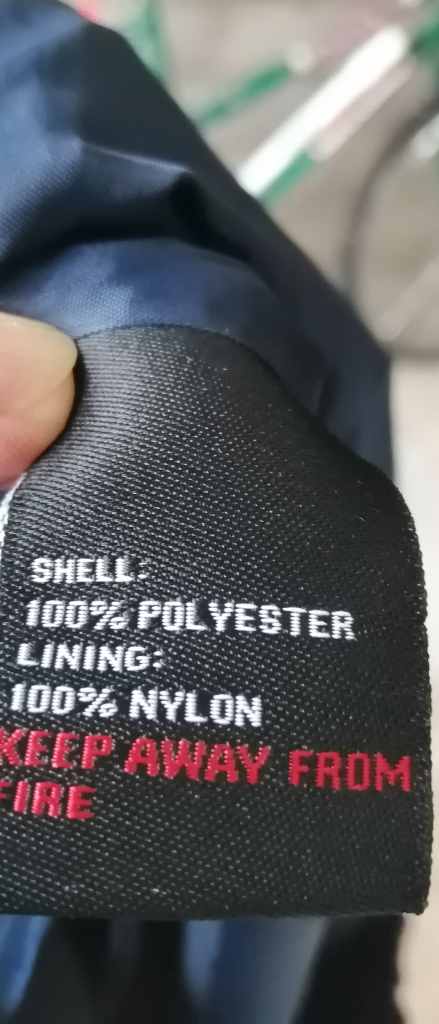 SHELL:
100% POLYESTER
LINING:
100% NYLON
KEEP AWAY FROM
FIRE